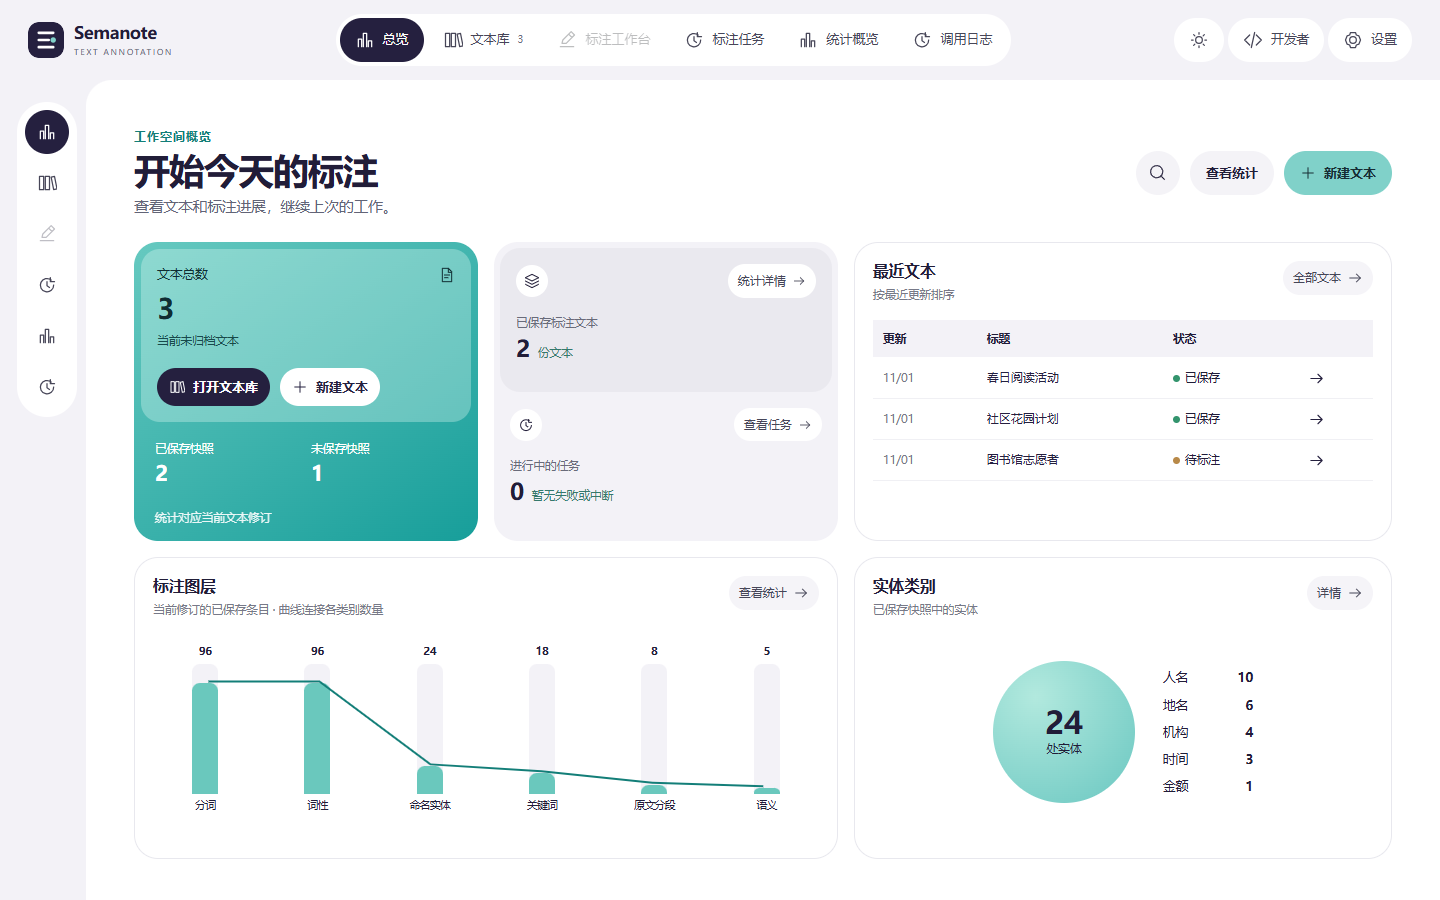 Semanote
TEXT ANNOTATION
总览
文本库 3
标注工作台
标注任务
统计概览
调用日志
开发者
设置
工作空间概览
开始今天的标注
查看文本和标注进展，继续上次的工作。
查看统计
新建文本
文本总数
3
当前未归档文本
打开文本库
新建文本
已保存快照
2
未保存快照
1
统计对应当前文本修订
统计详情
已保存标注文本
2 份文本
查看任务
进行中的任务
0 暂无失败或中断
最近文本
按最近更新排序
全部文本
更新 标题 状态
11/01 春日阅读活动 已保存
11/01 社区花园计划 已保存
11/01 图书馆志愿者 待标注
标注图层
当前修订的已保存条目 · 曲线连接各类别数量
查看统计
96 96 24 18 8 5
分词 词性 命名实体 关键词 原文分段 语义
实体类别
已保存快照中的实体
详情
24
处实体
人名 10
地名 6
机构 4
时间 3
金额 1